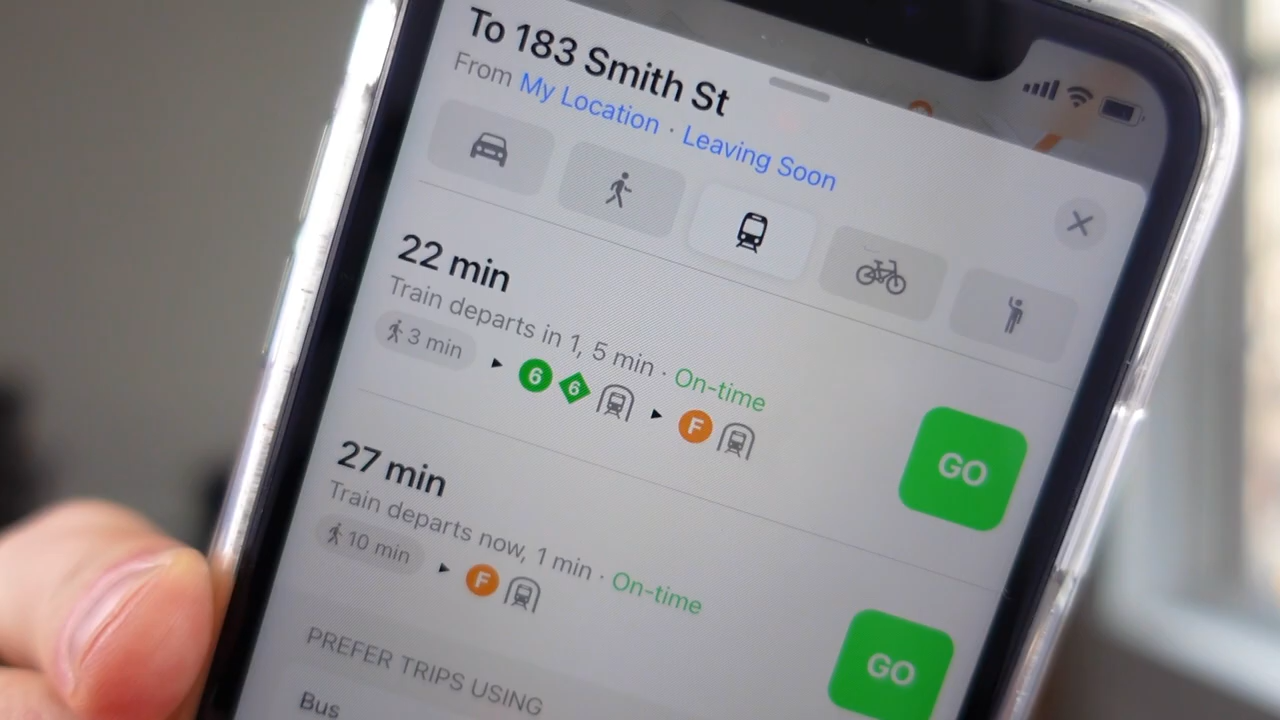 To 183 Smith St
From My Location · Leaving Soon
22 min
Train departs in 1, 5 min · On-time
3 min ▸ 6 6 ▸ F
GO
27 min
Train departs now, 1 min · On-time
10 min ▸ F
GO
PREFER TRIPS USING
Bus